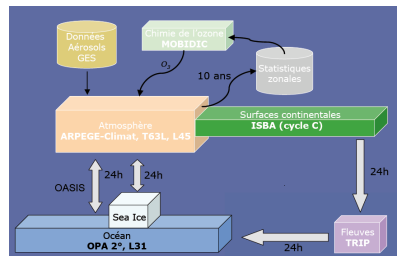 Données
Aérosols
GES
Chimie de l'ozone
MOBIDIC
O₃
10 ans
Statistiques
zonales
Atmosphère
ARPEGE-Climat, T63L, L45
Surfaces continentales
ISBA (cycle C)
24h
OASIS
24h
24h
Sea Ice
Océan
OPA 2°, L31
24h
Fleuves
TRIP